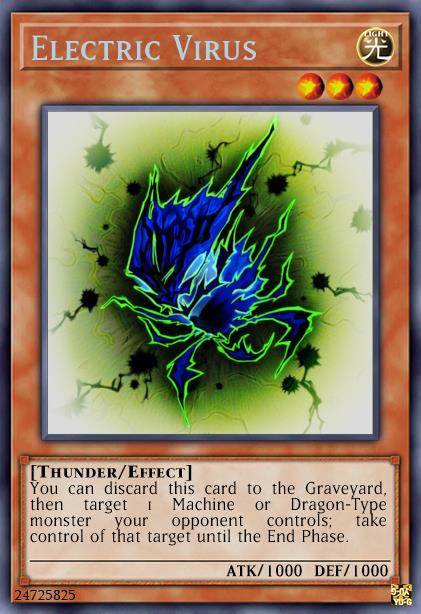 Electric Virus
LIGHT
光
[Thunder/Effect]
You can discard this card to the Graveyard,
then target 1 Machine or Dragon-Type
monster your opponent controls; take
control of that target until the End Phase.
ATK/1000 DEF/1000
24725825